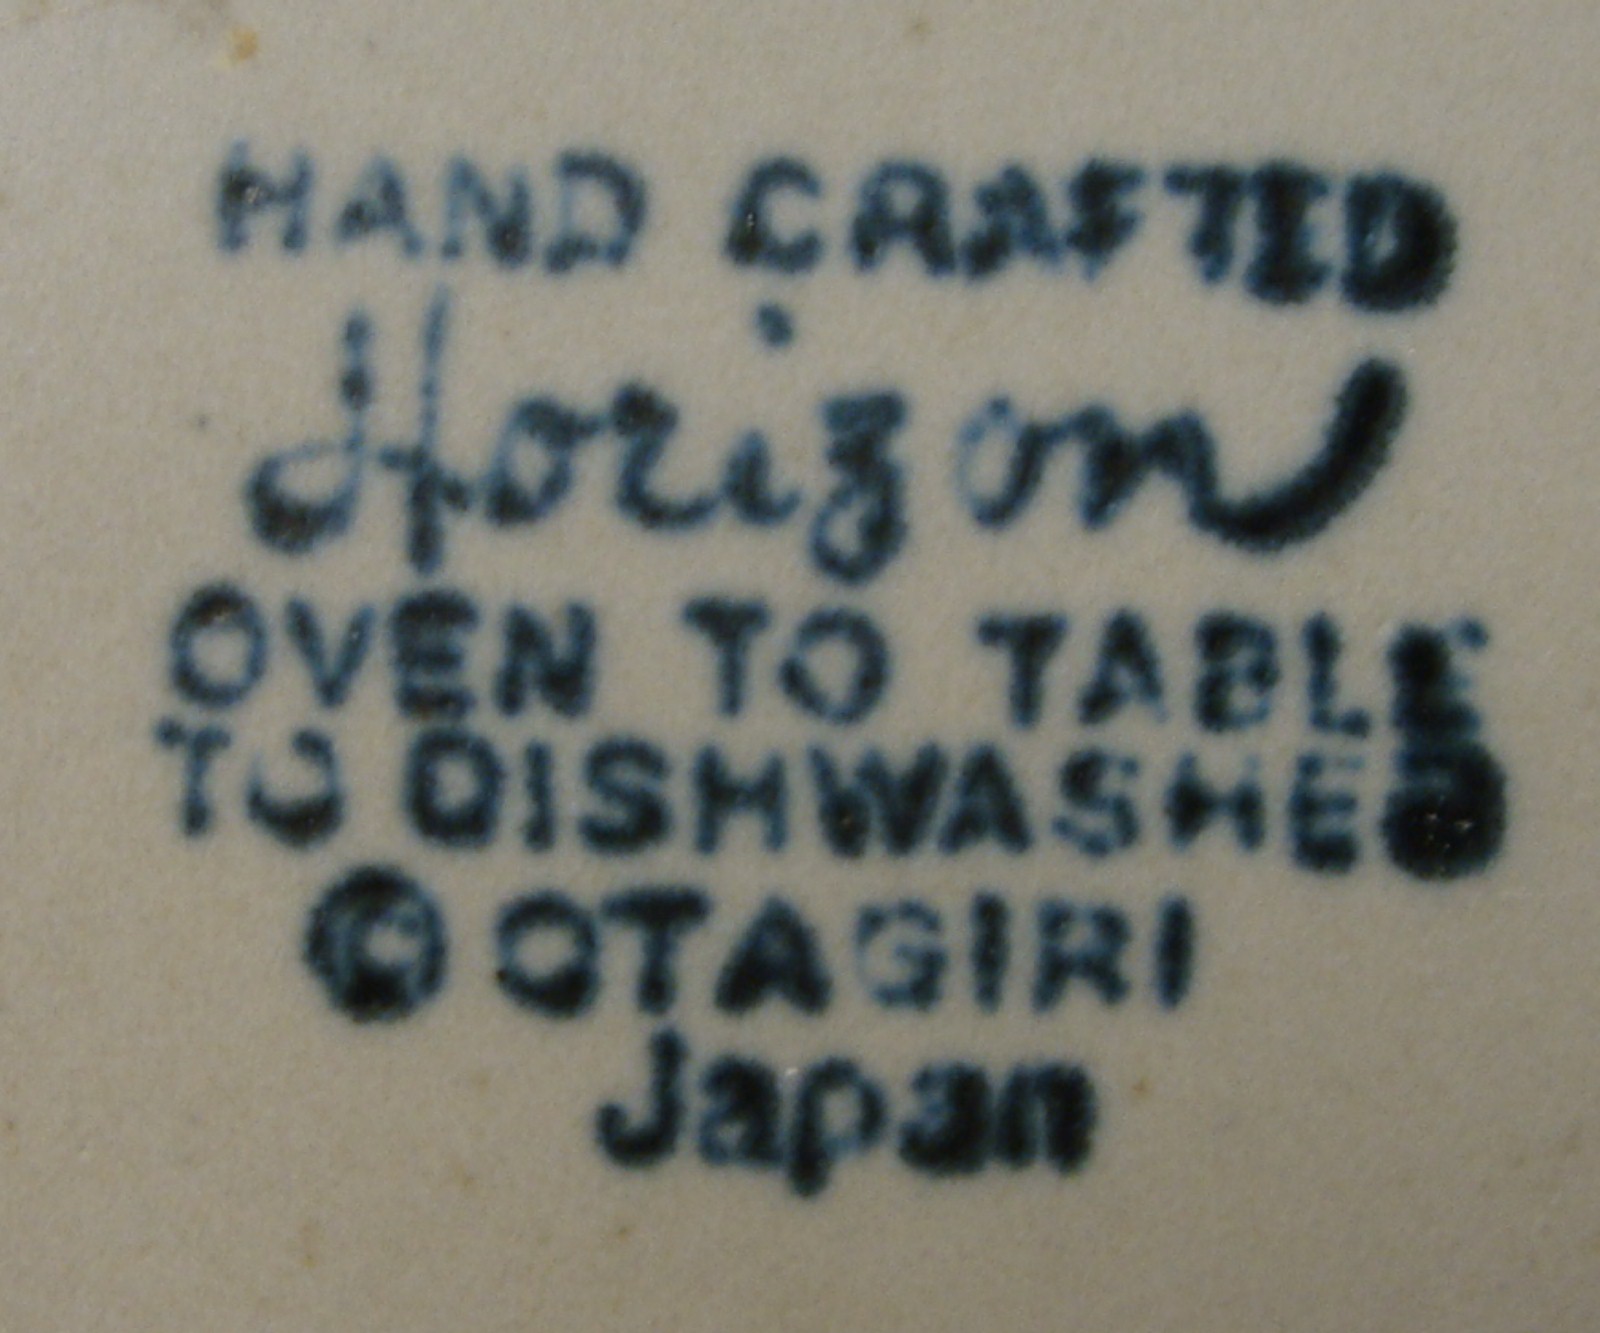 HAND CRAFTED
Horizon
OVEN TO TABLE
TO DISHWASHER
© OTAGIRI
Japan